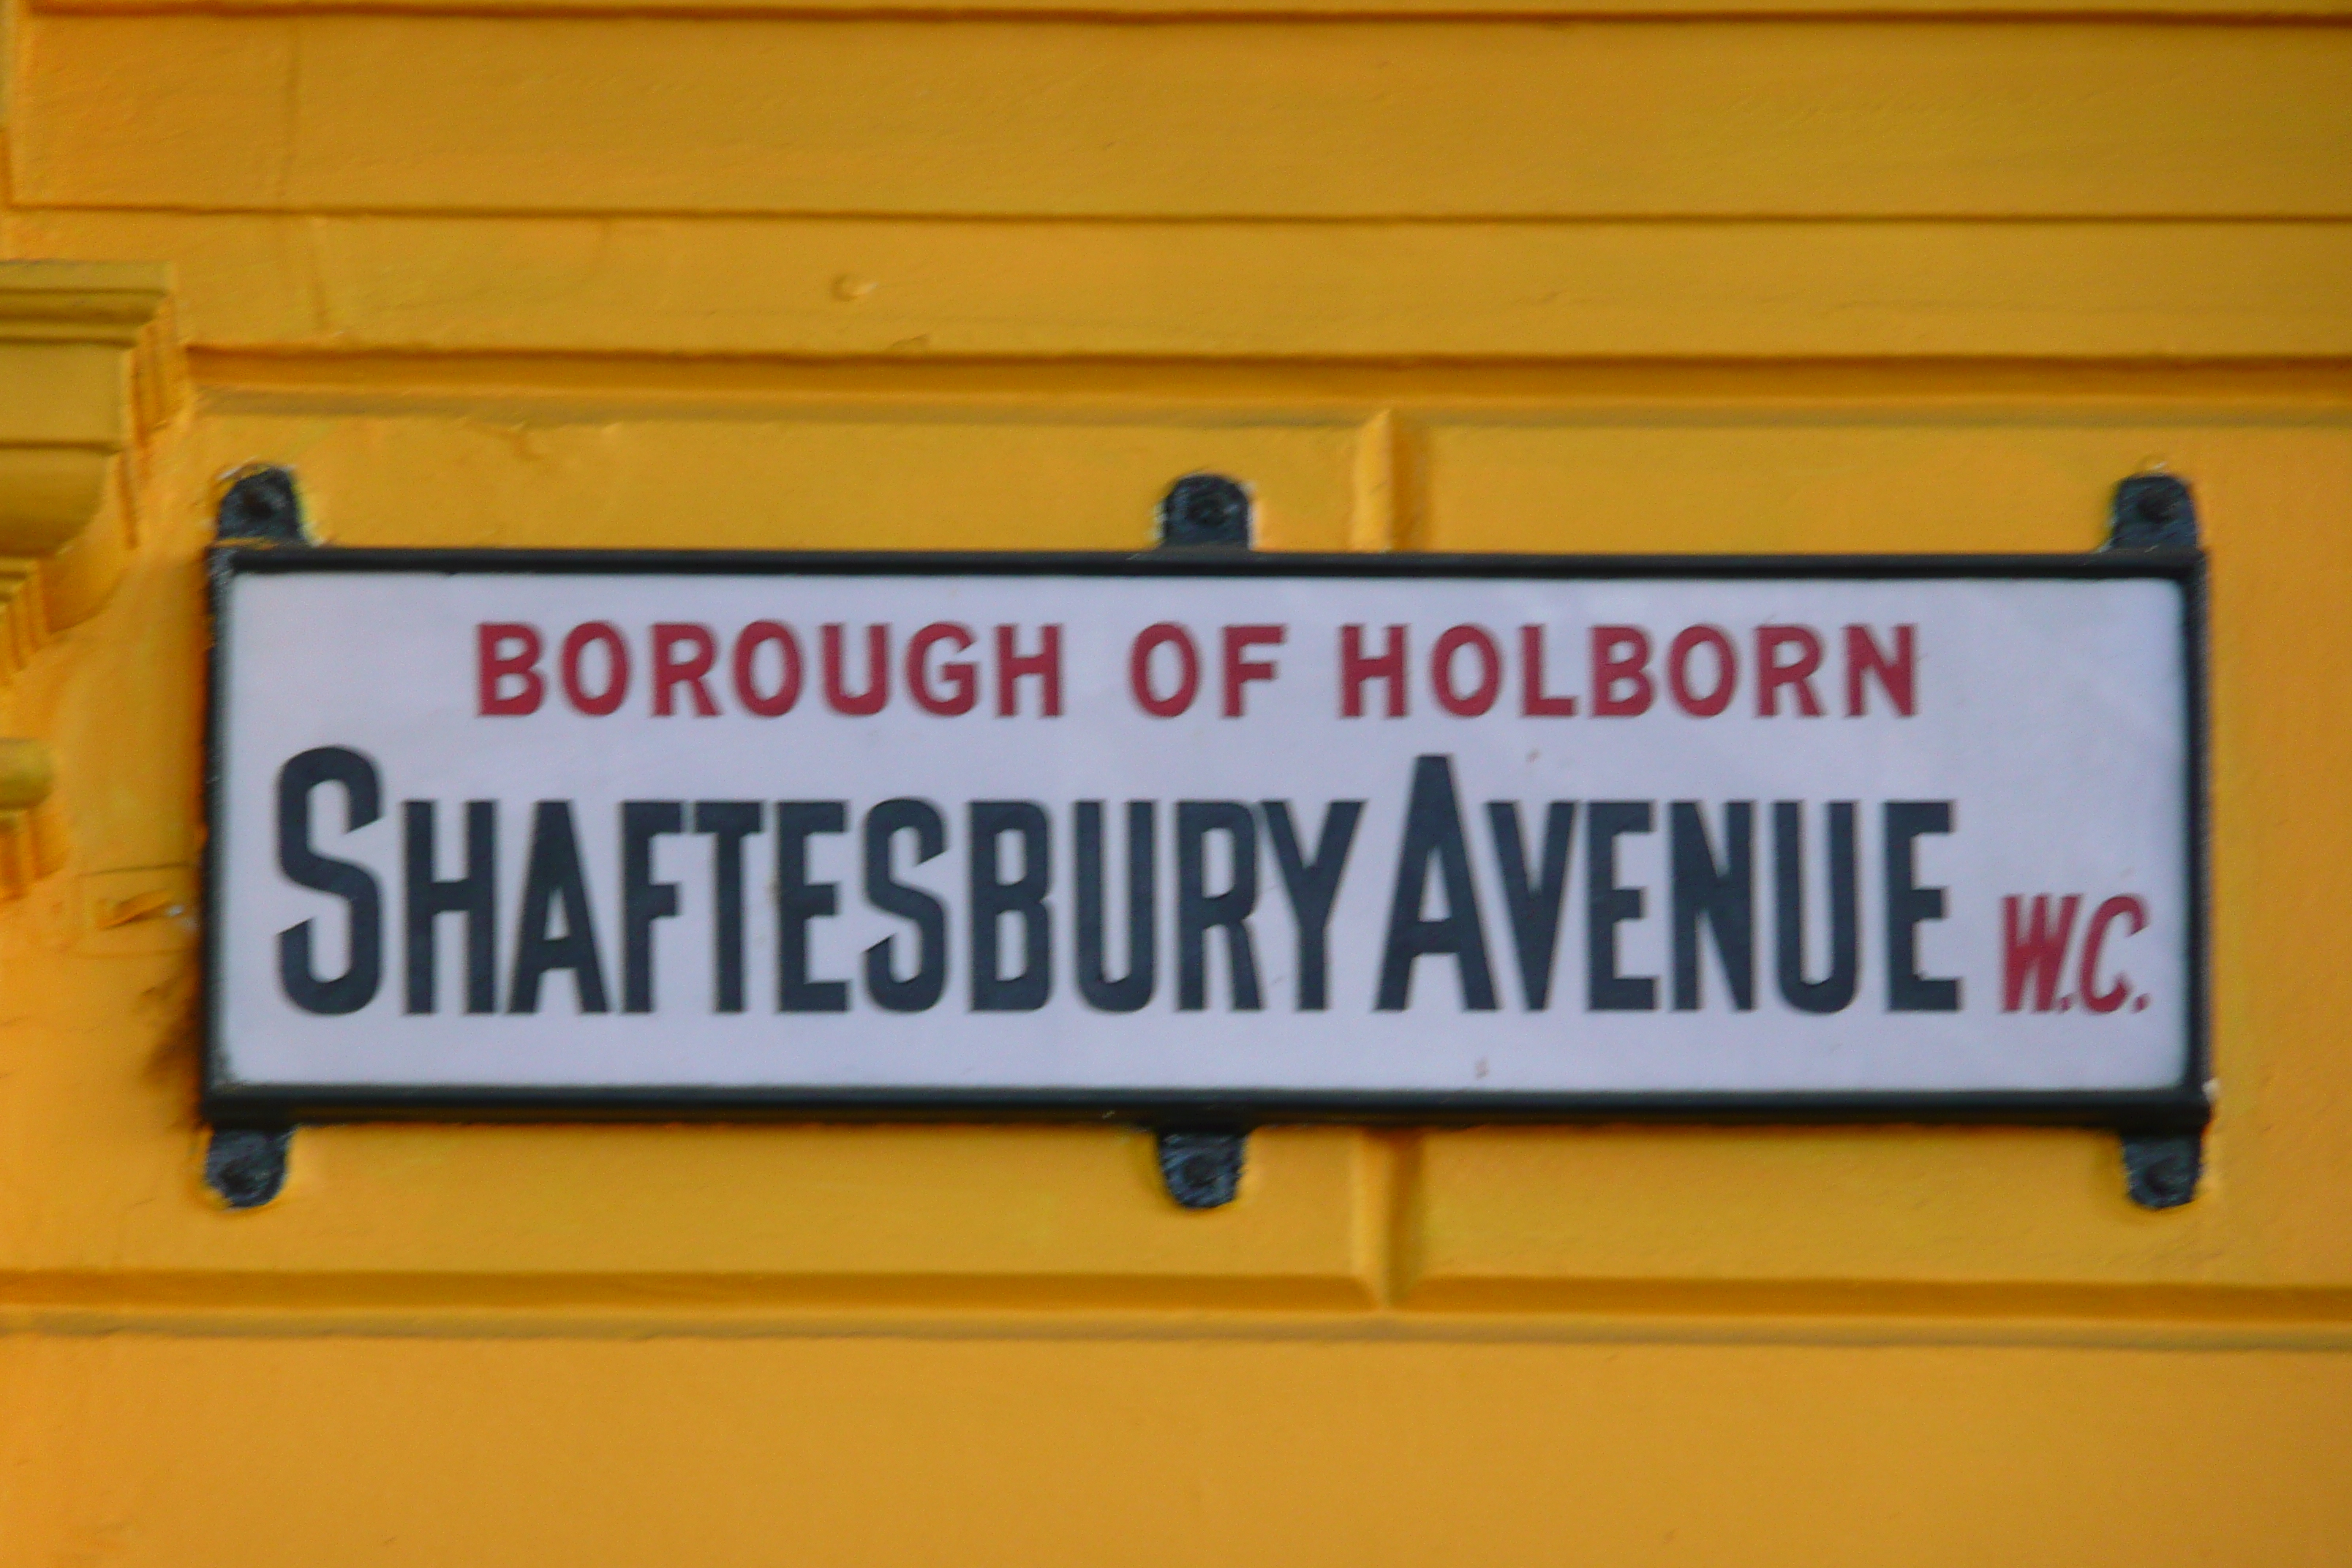 BOROUGH OF HOLBORN
SHAFTESBURY AVENUE W.C.